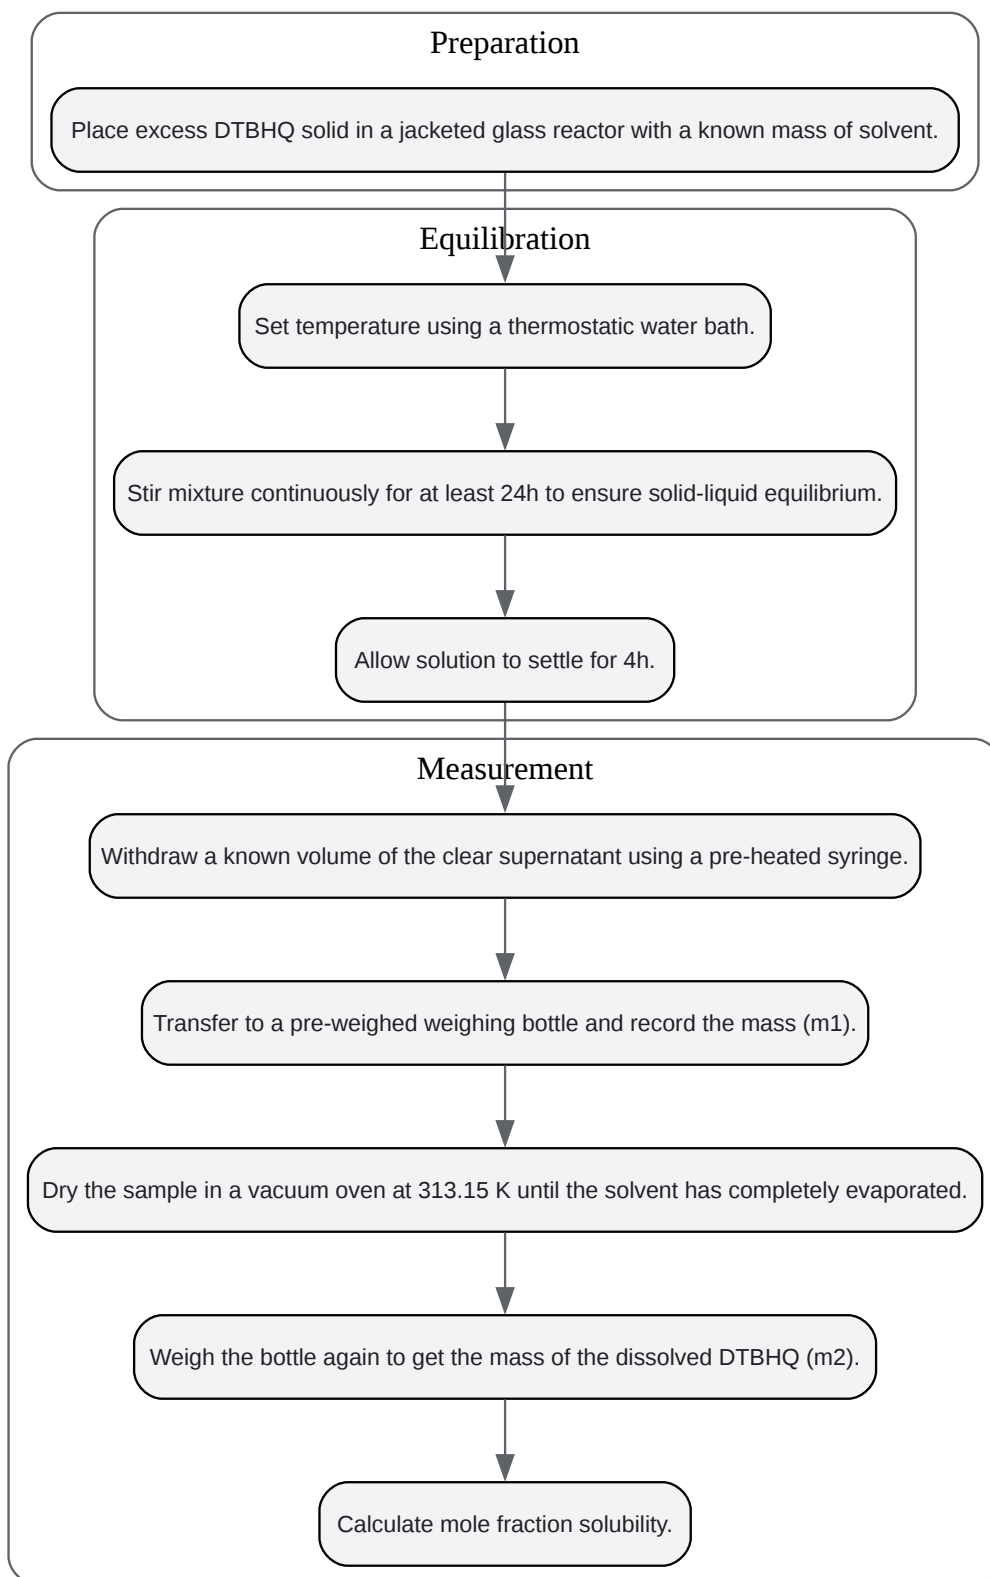 Preparation
Place excess DTBHQ solid in a jacketed glass reactor with a known mass of solvent.
Equilibration
Set temperature using a thermostatic water bath.
Stir mixture continuously for at least 24h to ensure solid-liquid equilibrium.
Allow solution to settle for 4h.
Measurement
Withdraw a known volume of the clear supernatant using a pre-heated syringe.
Transfer to a pre-weighed weighing bottle and record the mass (m1).
Dry the sample in a vacuum oven at 313.15 K until the solvent has completely evaporated.
Weigh the bottle again to get the mass of the dissolved DTBHQ (m2).
Calculate mole fraction solubility.